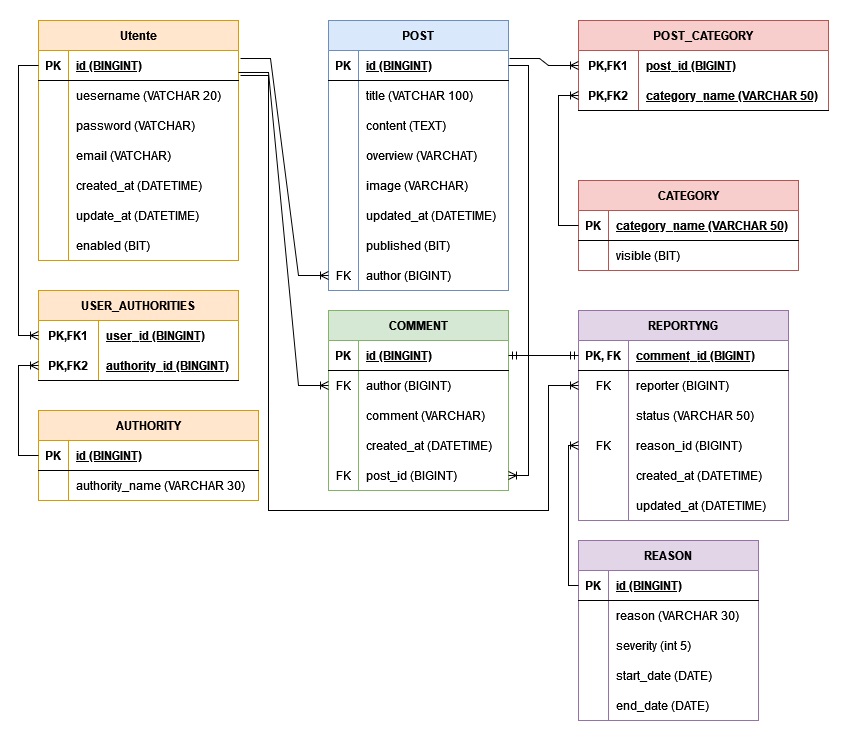 Utente
PK id (BINGINT)
uesername (VATCHAR 20)
password (VATCHAR)
email (VATCHAR)
created_at (DATETIME)
update_at (DATETIME)
enabled (BIT)
USER_AUTHORITIES
PK,FK1 user_id (BINGINT)
PK,FK2 authority_id (BINGINT)
AUTHORITY
PK id (BINGINT)
authority_name (VARCHAR 30)
POST
PK id (BINGINT)
title (VATCHAR 100)
content (TEXT)
overview (VARCHAT)
image (VARCHAR)
updated_at (DATETIME)
published (BIT)
FK author (BIGINT)
COMMENT
PK id (BINGINT)
FK author (BIGINT)
comment (VARCHAR)
created_at (DATETIME)
FK post_id (BIGINT)
POST_CATEGORY
PK,FK1 post_id (BIGINT)
PK,FK2 category_name (VARCHAR 50)
CATEGORY
PK category_name (VARCHAR 50)
visible (BIT)
REPORTYNG
PK, FK comment_id (BIGINT)
FK reporter (BIGINT)
status (VARCHAR 50)
FK reason_id (BIGINT)
created_at (DATETIME)
updated_at (DATETIME)
REASON
PK id (BINGINT)
reason (VARCHAR 30)
severity (int 5)
start_date (DATE)
end_date (DATE)